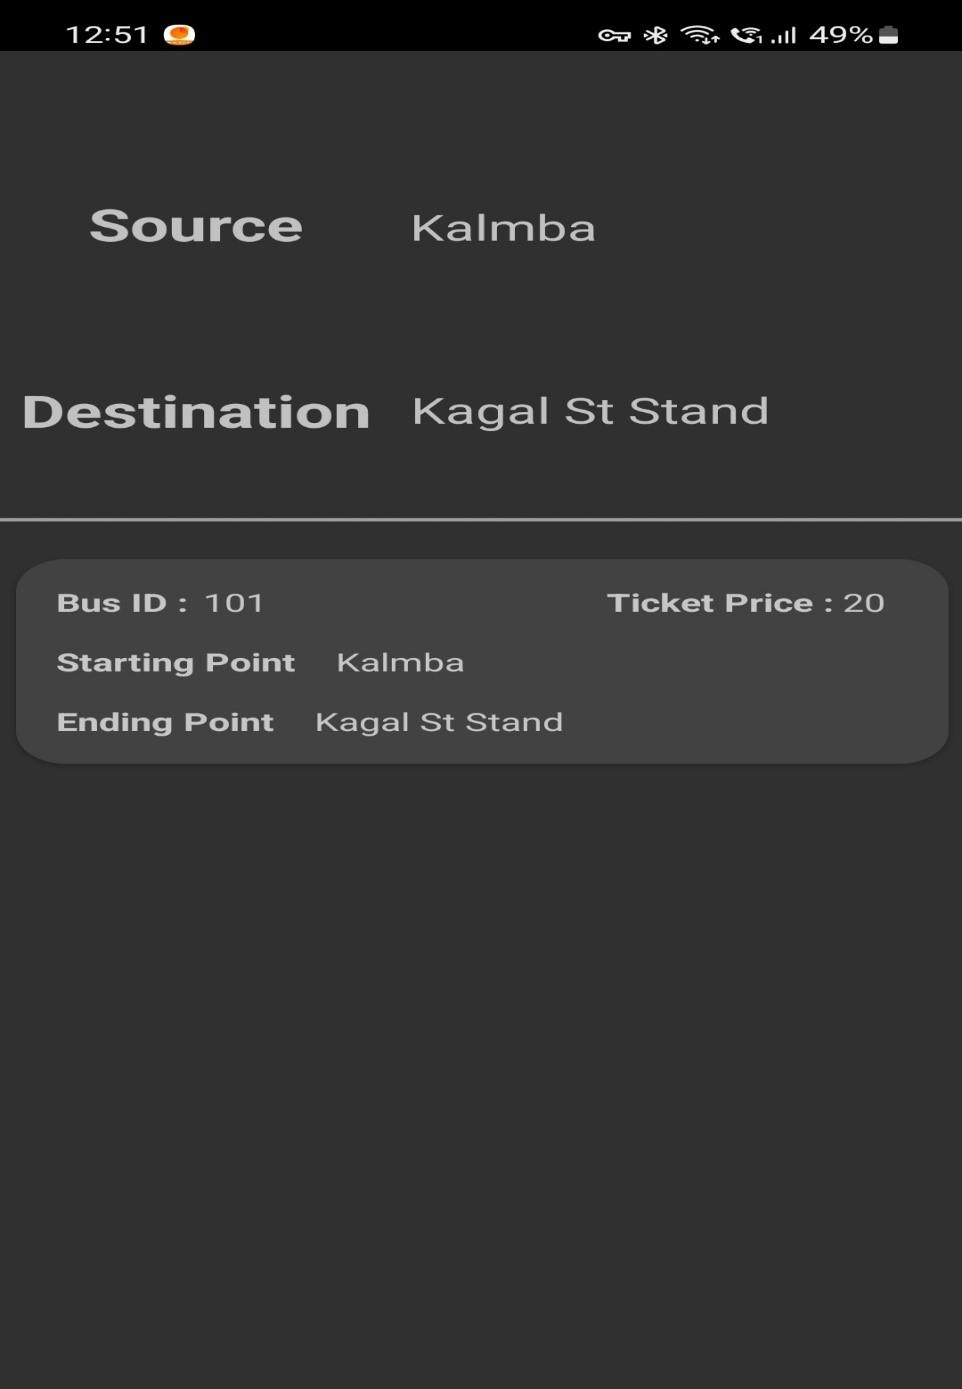 12:51 49%
Source Kalmba
Destination Kagal St Stand
Bus ID : 101 Ticket Price : 20
Starting Point Kalmba
Ending Point Kagal St Stand